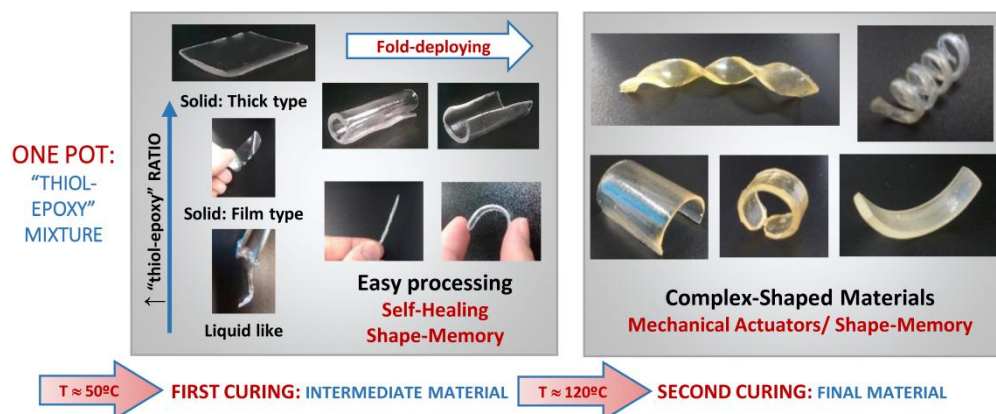 Fold-deploying
Solid: Thick type
ONE POT:
“THIOL-
EPOXY”
MIXTURE
↑ “thiol-epoxy” RATIO
Solid: Film type
Liquid like
Easy processing
Self-Healing
Shape-Memory
Complex-Shaped Materials
Mechanical Actuators/ Shape-Memory
T ≈ 50ºC
FIRST CURING: INTERMEDIATE MATERIAL
T ≈ 120ºC
SECOND CURING: FINAL MATERIAL